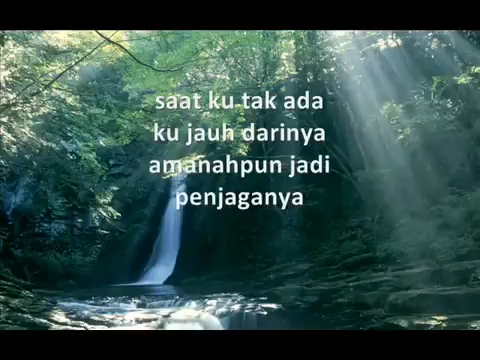 saat ku tak ada
ku jauh darinya
amanahpun jadi
penjaganya